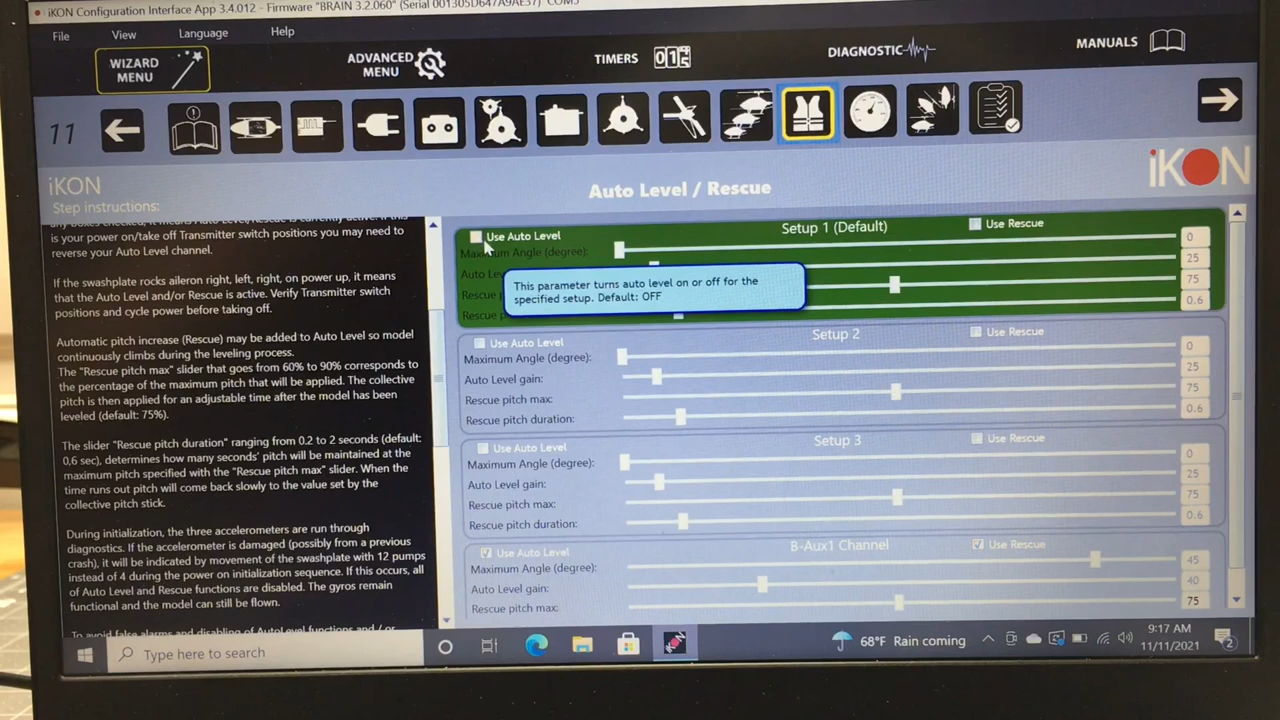 iKON Configuration Interface App 3.4.012 - Firmware "BRAIN 3.2.060" (Serial 001305D647A9AE37) COM5
File View Language Help
WIZARD
MENU
ADVANCED
MENU
TIMERS
DIAGNOSTIC
MANUALS
11
iKON
iKON
Step instructions:
Auto Level / Rescue
is your power on/take off Transmitter switch positions you may need to
reverse your Auto Level channel.
If the swashplate rocks aileron right, left, right, on power up, it means
that the Auto Level and/or Rescue is active. Verify Transmitter switch
positions and cycle power before taking off.
Automatic pitch increase (Rescue) may be added to Auto Level so model
continuously climbs during the leveling process.
The "Rescue pitch max" slider that goes from 60% to 90% corresponds to
the percentage of the maximum pitch that will be applied. The collective
pitch is then applied for an adjustable time after the model has been
leveled (default: 75%).
The slider "Rescue pitch duration" ranging from 0.2 to 2 seconds (default:
0,6 sec), determines how many seconds' pitch will be maintained at the
maximum pitch specified with the "Rescue pitch max" slider. When the
time runs out pitch will come back slowly to the value set by the
collective pitch stick.
During initialization, the three accelerometers are run through
diagnostics. If the accelerometer is damaged (possibly from a previous
crash), it will be indicated by movement of the swashplate with 12 pumps
instead of 4 during the power on initialization sequence. If this occurs, all
of Auto Level and Rescue functions are disabled. The gyros remain
functional and the model can still be flown.
To avoid false alarms and disabling of AutoLevel functions and / or
Use Auto Level Setup 1 (Default) Use Rescue
Maximum Angle (degree): 0
Auto Lev 25
Rescue p 75
Rescue p 0.6
This parameter turns auto level on or off for the
specified setup. Default: OFF
Use Auto Level Setup 2 Use Rescue
Maximum Angle (degree): 0
Auto Level gain: 25
Rescue pitch max: 75
Rescue pitch duration: 0.6
Use Auto Level Setup 3 Use Rescue
Maximum Angle (degree): 0
Auto Level gain: 25
Rescue pitch max: 75
Rescue pitch duration: 0.6
Use Auto Level B-Aux1 Channel Use Rescue
Maximum Angle (degree): 45
Auto Level gain: 40
Rescue pitch max: 75
Type here to search
68°F Rain coming
9:17 AM
11/11/2021
2